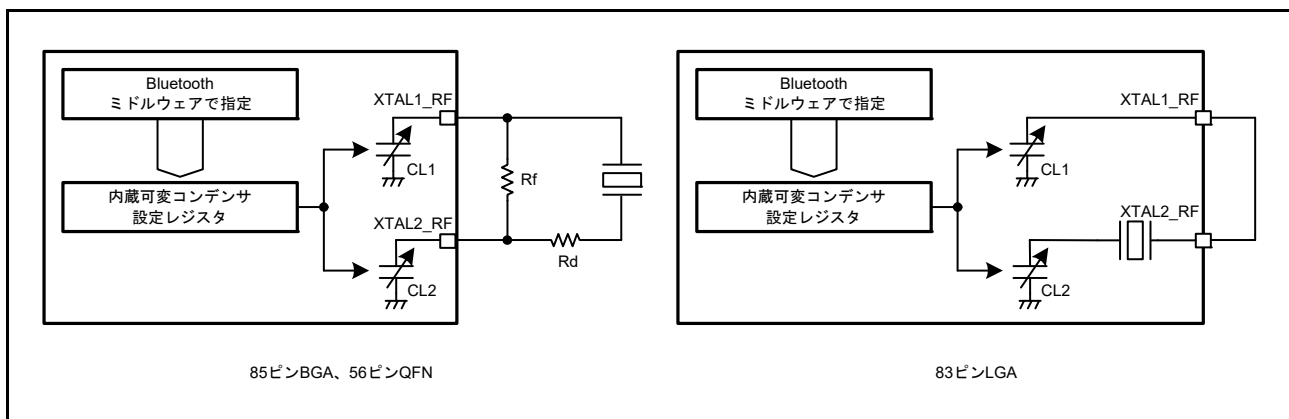 Bluetooth
ミドルウェアで指定
XTAL1_RF
CL1
内蔵可変コンデンサ
設定レジスタ
XTAL2_RF
CL2
Rf
Rd
85ピンBGA、56ピンQFN
Bluetooth
ミドルウェアで指定
XTAL1_RF
CL1
内蔵可変コンデンサ
設定レジスタ
XTAL2_RF
CL2
83ピンLGA